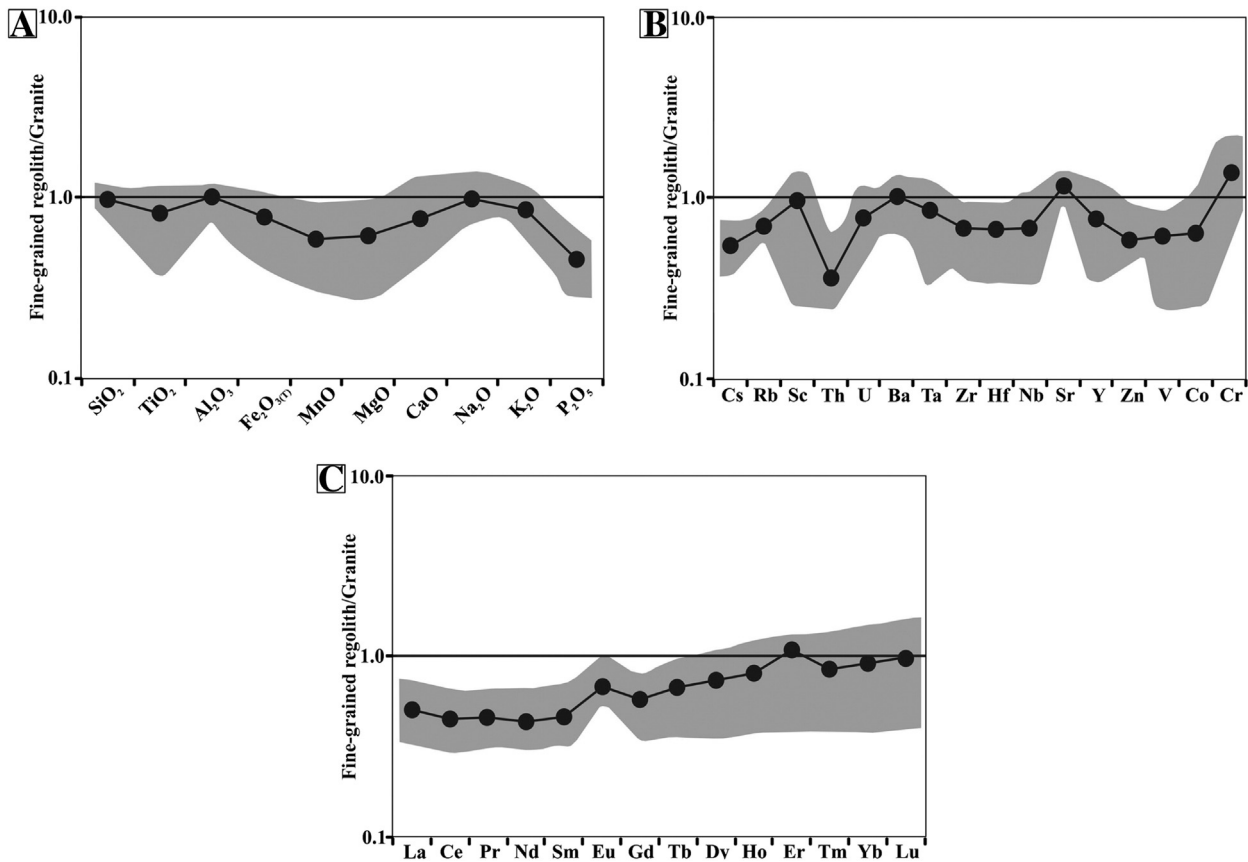 A
Fine-grained regolith/Granite
10.0
1.0
0.1
SiO₂ TiO₂ Al₂O₃ Fe₂O₃₍T₎ MnO MgO CaO Na₂O K₂O P₂O₅
B
Fine-grained regolith/Granite
10.0
1.0
0.1
Cs Rb Sc Th U Ba Ta Zr Hf Nb Sr Y Zn V Co Cr
C
Fine-grained regolith/Granite
10.0
1.0
0.1
La Ce Pr Nd Sm Eu Gd Tb Dy Ho Er Tm Yb Lu